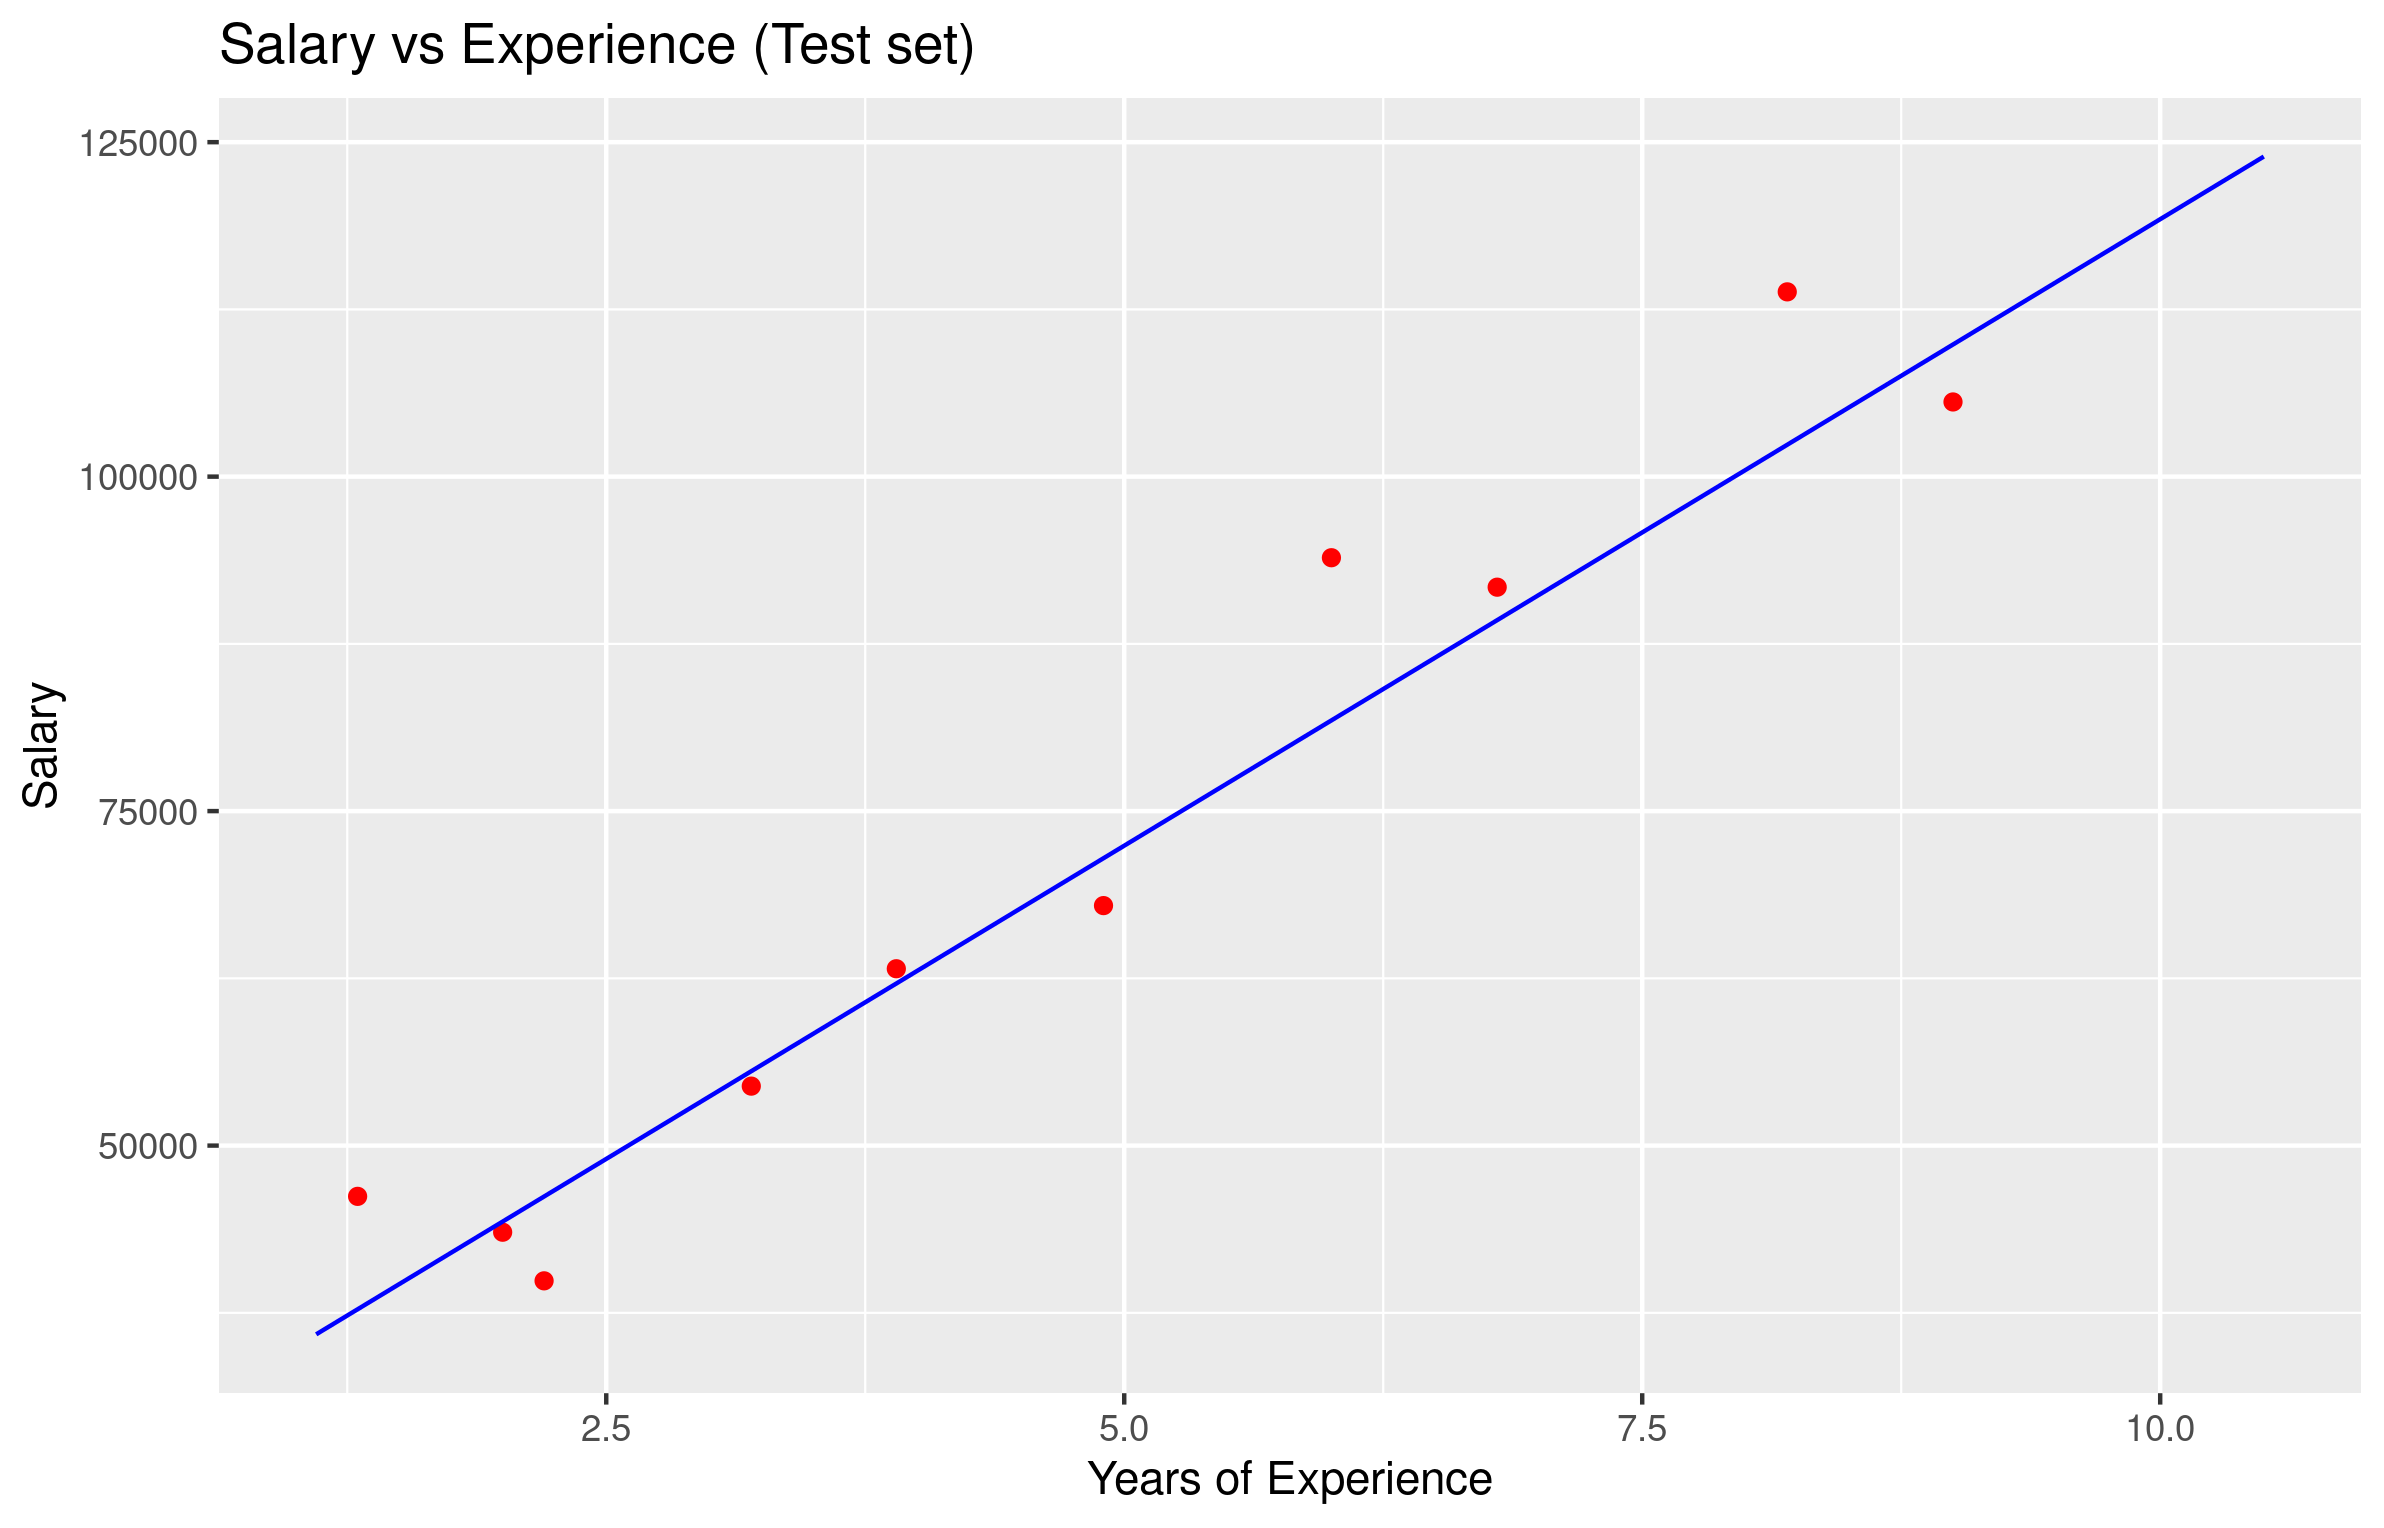 Salary vs Experience (Test set)
125000
100000
75000
50000
Salary
2.5 5.0 7.5 10.0
Years of Experience